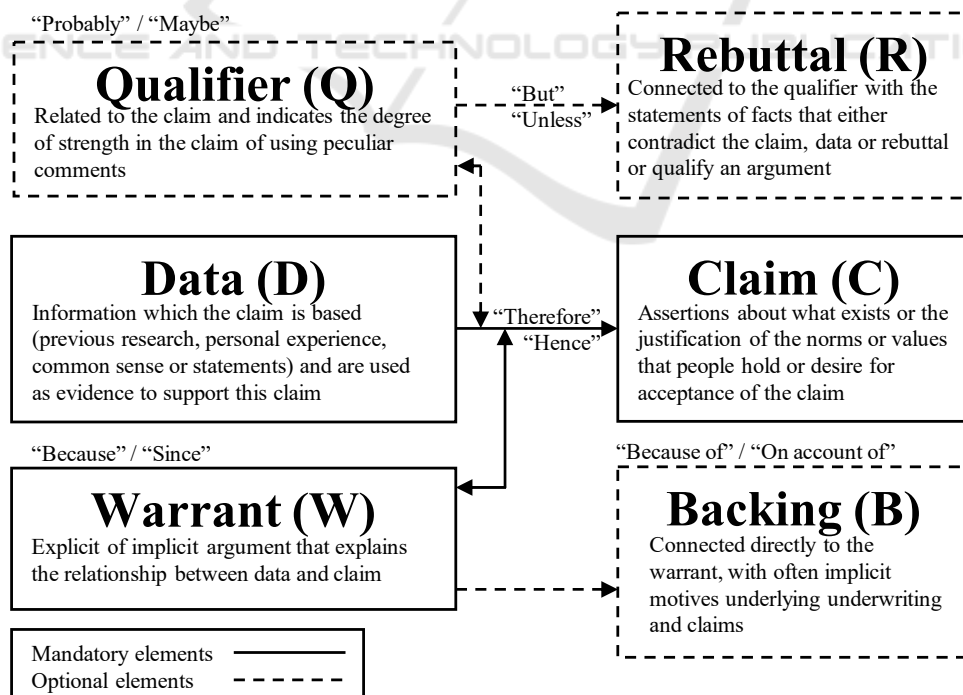 “Probably” / “Maybe”
Qualifier (Q)
Related to the claim and indicates the degree
of strength in the claim of using peculiar
comments
“But”
“Unless”
Rebuttal (R)
Connected to the qualifier with the
statements of facts that either
contradict the claim, data or rebuttal
or qualify an argument
Data (D)
Information which the claim is based
(previous research, personal experience,
common sense or statements) and are used
as evidence to support this claim
“Therefore”
“Hence”
Claim (C)
Assertions about what exists or the
justification of the norms or values
that people hold or desire for
acceptance of the claim
“Because” / “Since”
Warrant (W)
Explicit of implicit argument that explains
the relationship between data and claim
“Because of” / “On account of”
Backing (B)
Connected directly to the
warrant, with often implicit
motives underlying underwriting
and claims
Mandatory elements
Optional elements